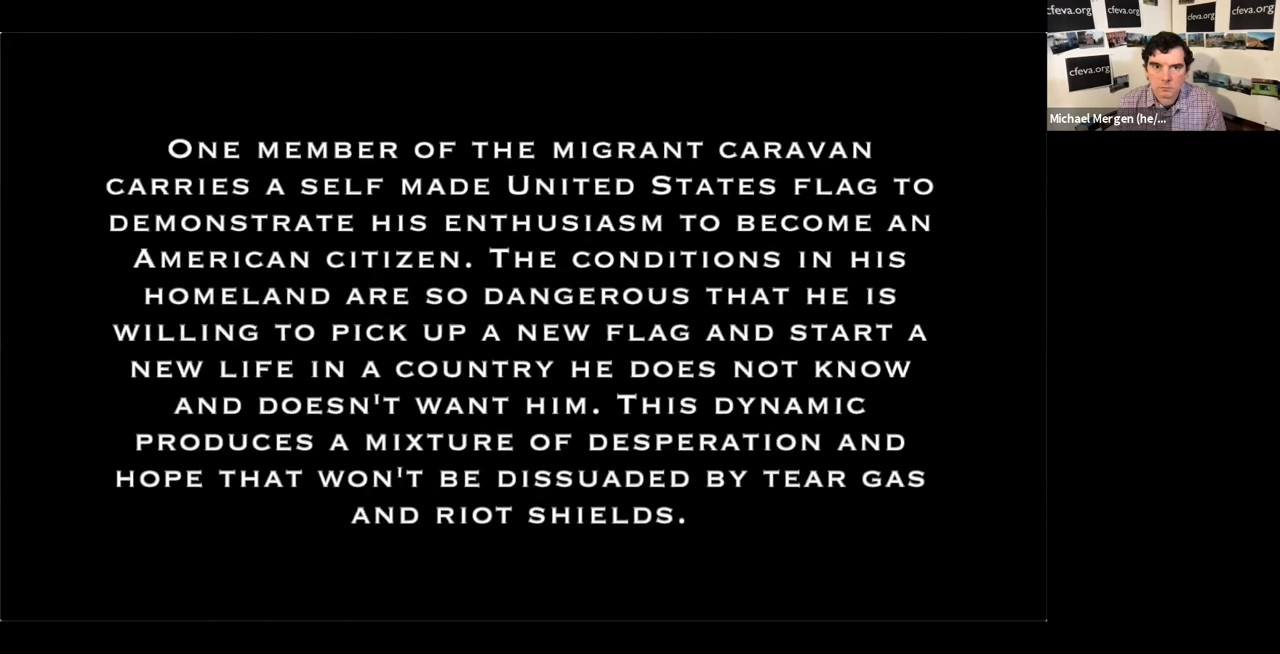 One member of the migrant caravan
carries a self made United States flag to
demonstrate his enthusiasm to become an
American citizen. The conditions in his
homeland are so dangerous that he is
willing to pick up a new flag and start a
new life in a country he does not know
and doesn't want him. This dynamic
produces a mixture of desperation and
hope that won't be dissuaded by tear gas
and riot shields.
cfeva.org
cfeva.org
cfeva.org
cfeva.org
cfeva.org
Michael Mergen (he/...